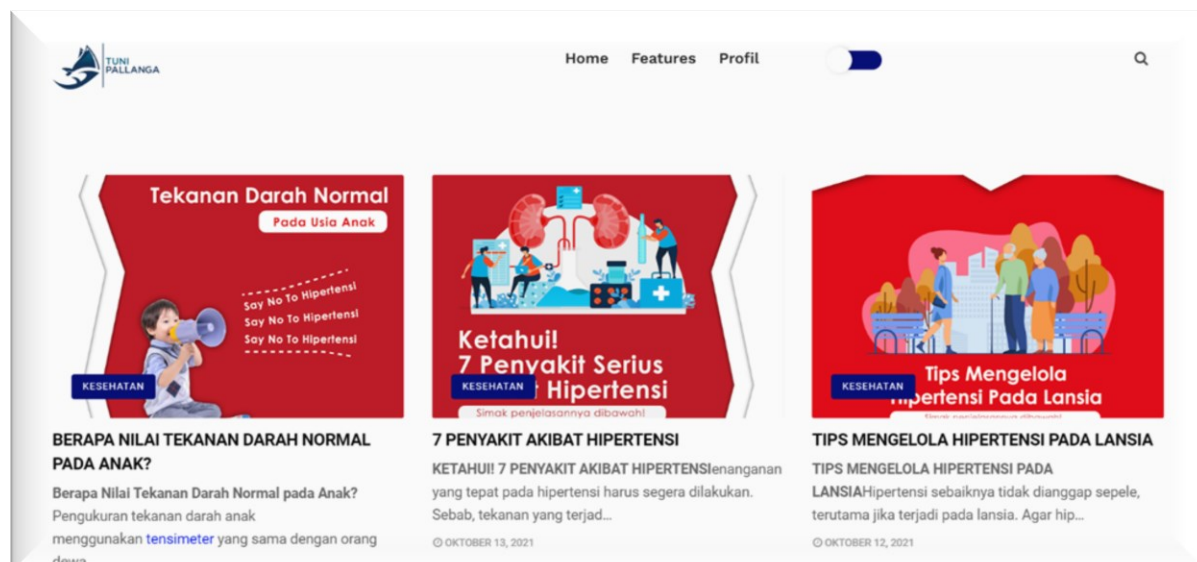 TUNI
PALLANGA
Home Features Profil
Tekanan Darah Normal
Pada Usia Anak
Say No To Hipertensi
Say No To Hipertensi
Say No To Hipertensi
KESEHATAN
BERAPA NILAI TEKANAN DARAH NORMAL
PADA ANAK?
Berapa Nilai Tekanan Darah Normal pada Anak?
Pengukuran tekanan darah anak
menggunakan tensimeter yang sama dengan orang
dewa
Ketahui!
7 Penyakit Serius
Hipertensi
KESEHATAN
Simak penjelasannya dibawah!
7 PENYAKIT AKIBAT HIPERTENSI
KETAHUI! 7 PENYAKIT AKIBAT HIPERTENSIenanganan
yang tepat pada hipertensi harus segera dilakukan.
Sebab, tekanan yang terjad...
OKTOBER 13, 2021
Tips Mengelola
Hipertensi Pada Lansia
KESEHATAN
Simak penjelasannya dibawah!
TIPS MENGELOLA HIPERTENSI PADA LANSIA
TIPS MENGELOLA HIPERTENSI PADA
LANSIAHipertensi sebaiknya tidak dianggap sepele,
terutama jika terjadi pada lansia. Agar hip...
OKTOBER 12, 2021